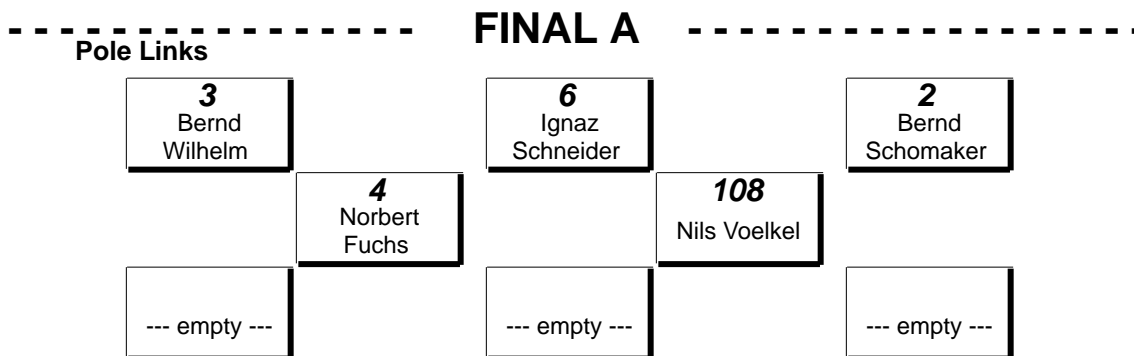 FINAL A
Pole Links
3
Bernd
Wilhelm
6
Ignaz
Schneider
2
Bernd
Schomaker
4
Norbert
Fuchs
108
Nils Voelkel
--- empty ---
--- empty ---
--- empty ---